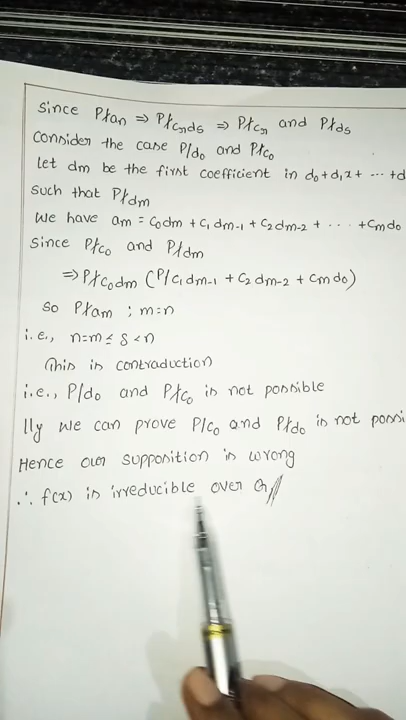 Since P∤an ⇒ P∤cnds ⇒ P∤cn and P∤ds
Consider the case P/d₀ and P∤c₀
Let dm be the first coefficient in d₀+d₁x+ ⋯ +d
such that P∤dm
We have am = c₀dm + c₁dm-1 + c₂dm-2 + ⋯ + cmd₀
Since P∤c₀ and P∤dm
⇒ P∤c₀dm (P/c₁dm-1 + c₂dm-2 + cmd₀)
So P∤am ; m=n
i.e., n=m ≤ s < n
This is contraduction
i.e., P/d₀ and P∤c₀ is not possible
lly we can prove P/c₀ and P∤d₀ is not possi
Hence our supposition is wrong
∴ f(x) is irreducible over